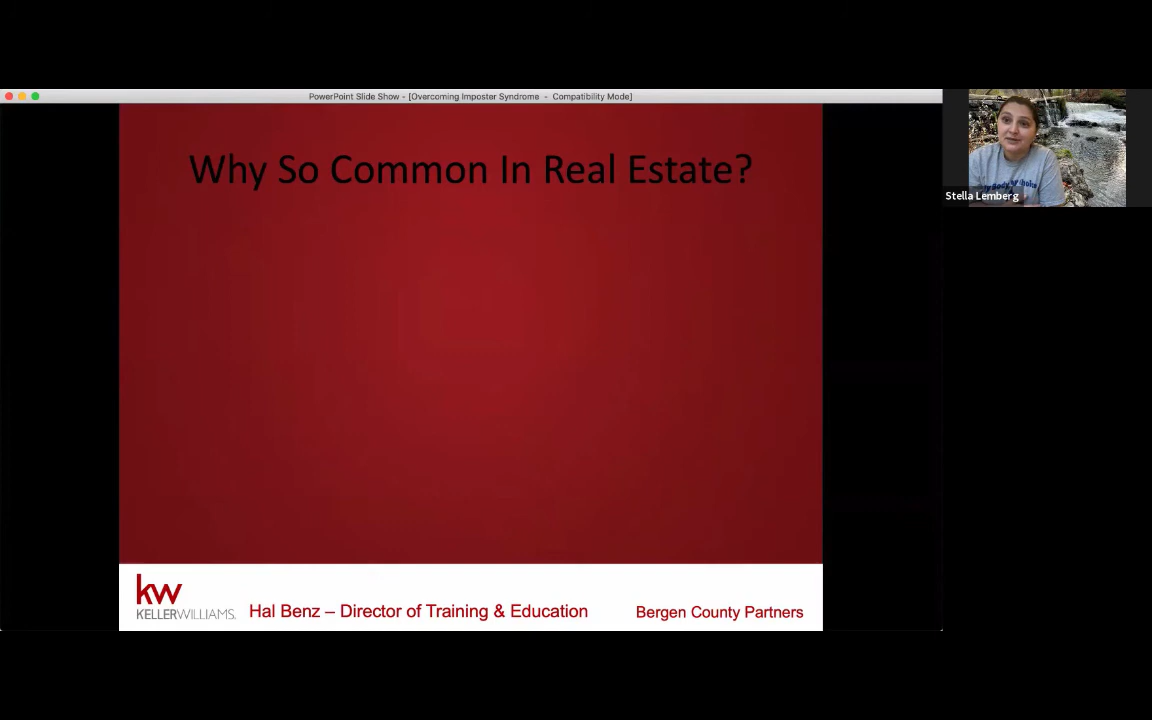 PowerPoint Slide Show - [Overcoming Imposter Syndrome - Compatibility Mode]
Why So Common In Real Estate?
Stella Lemberg
kw
KELLERWILLIAMS.
Hal Benz – Director of Training & Education
Bergen County Partners